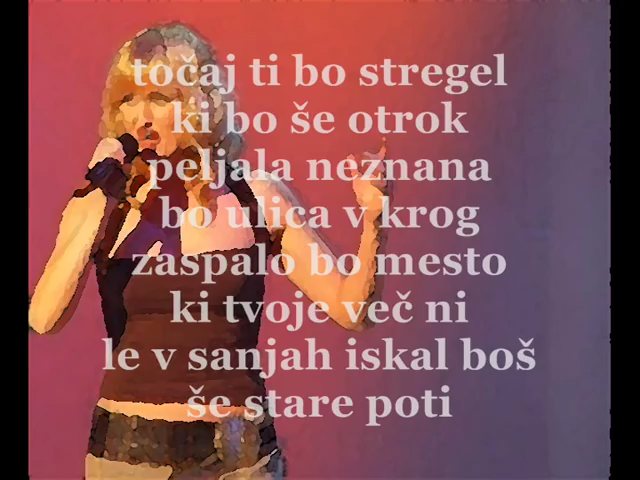 točaj ti bo stregel
ki bo še otrok
peljala neznana
bo ulica v krog
zaspalo bo mesto
ki tvoje več ni
le v sanjah iskal boš
še stare poti